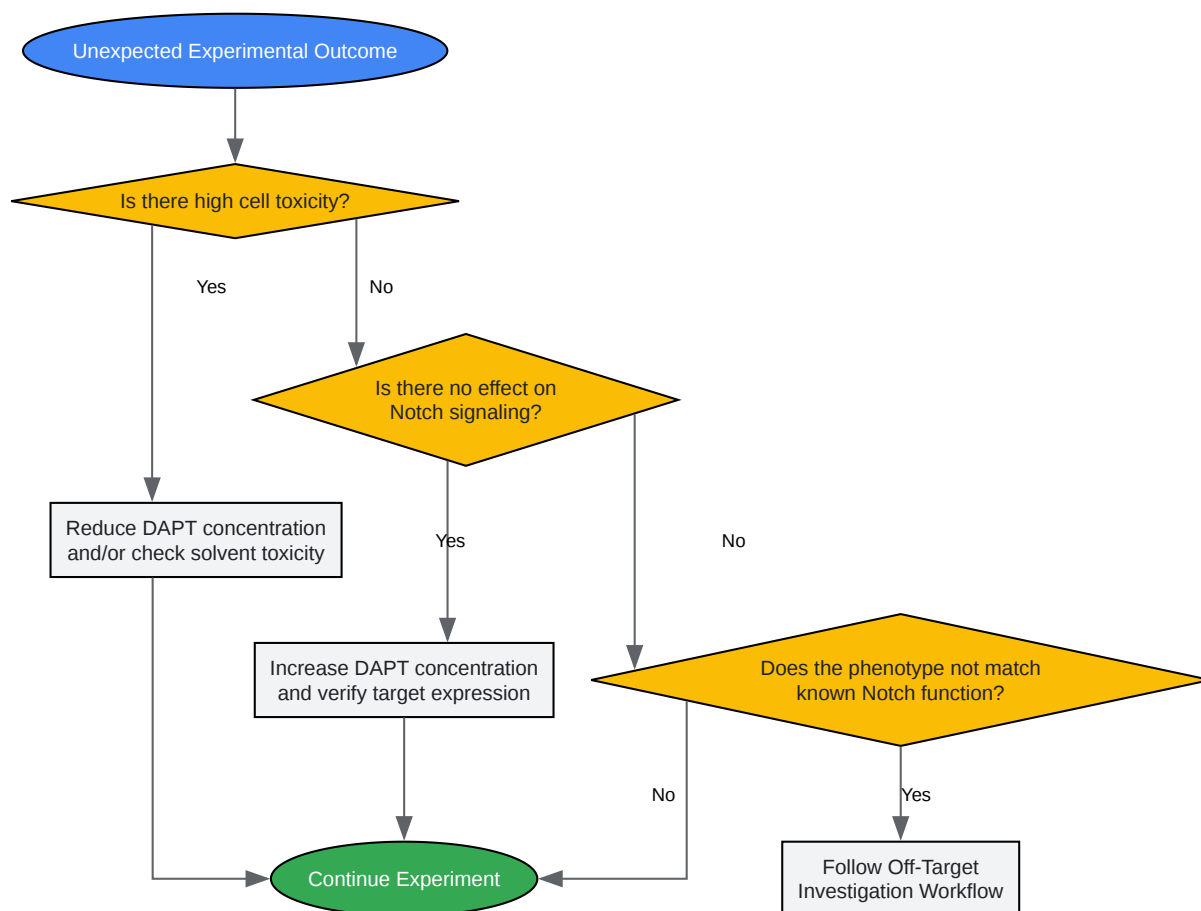 Unexpected Experimental Outcome
Is there high cell toxicity?
Yes
No
Is there no effect on
Notch signaling?
Reduce DAPT concentration
and/or check solvent toxicity
Yes
No
Increase DAPT concentration
and verify target expression
Does the phenotype not match
known Notch function?
No
Yes
Continue Experiment
Follow Off-Target
Investigation Workflow